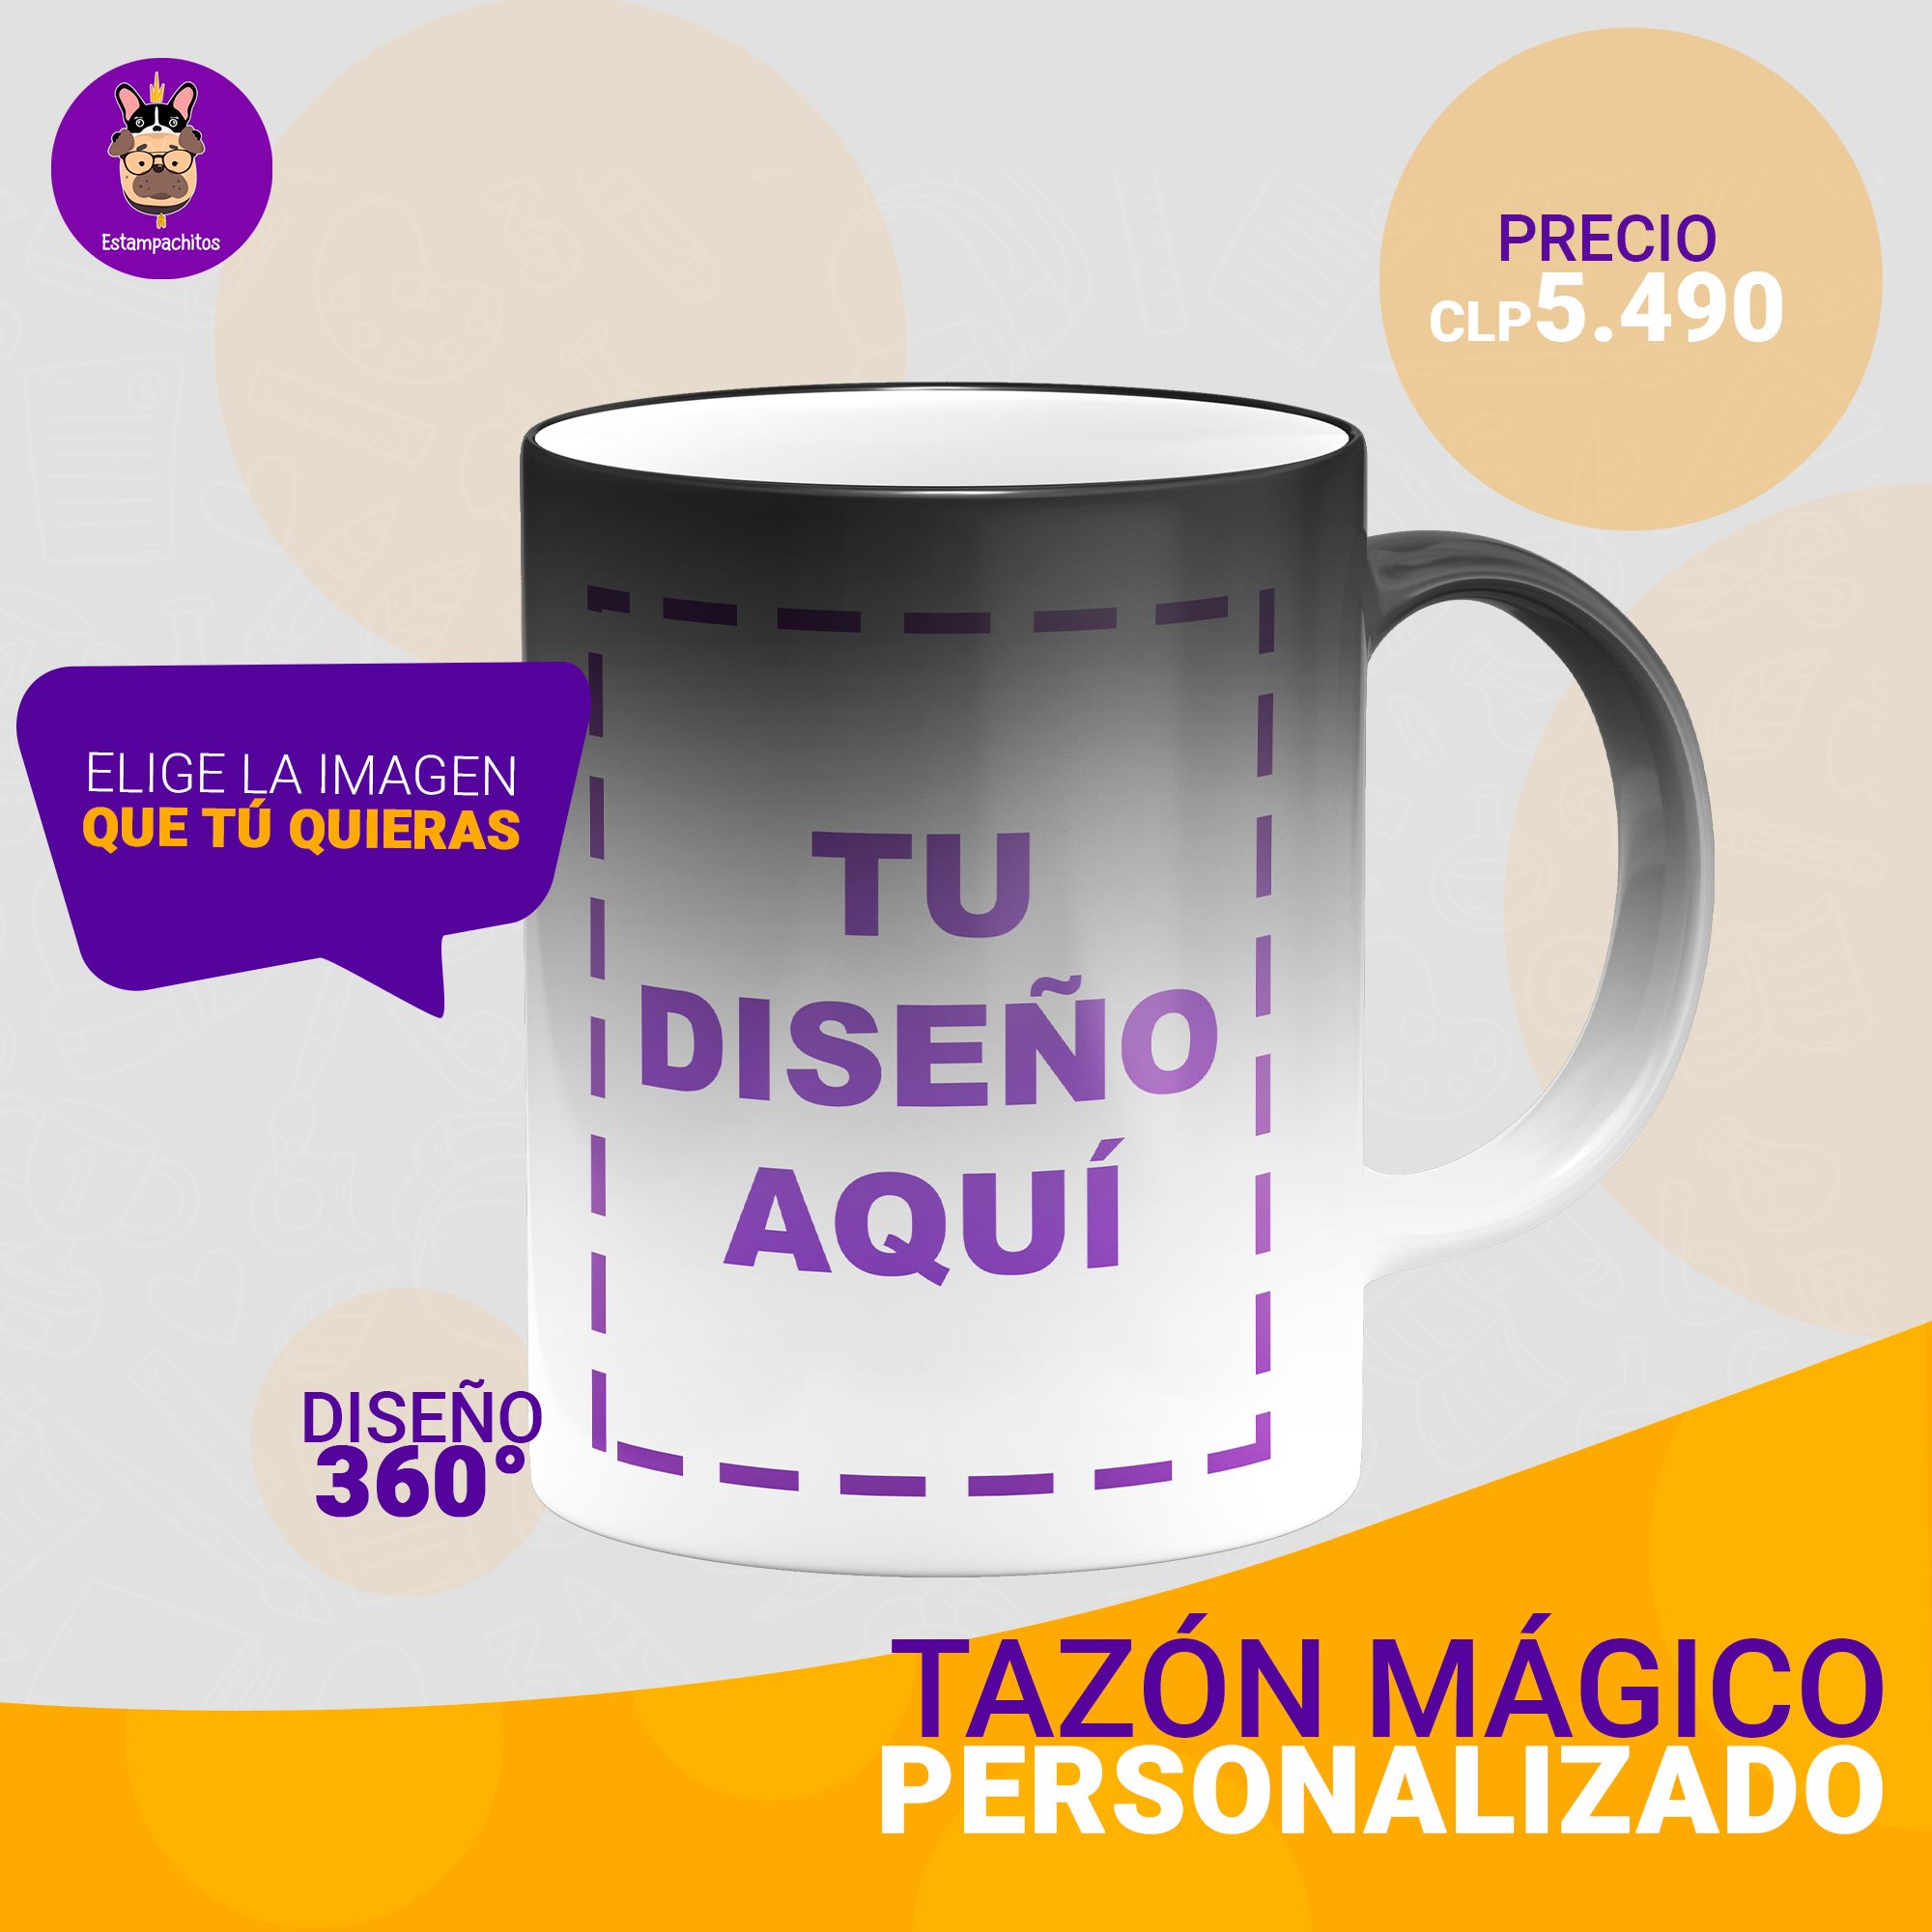 Estampachitos
PRECIO
CLP5.490
ELIGE LA IMAGEN
QUE TÚ QUIERAS
TU
DISEÑO
AQUÍ
DISEÑO
360°
TAZÓN MÁGICO
PERSONALIZADO